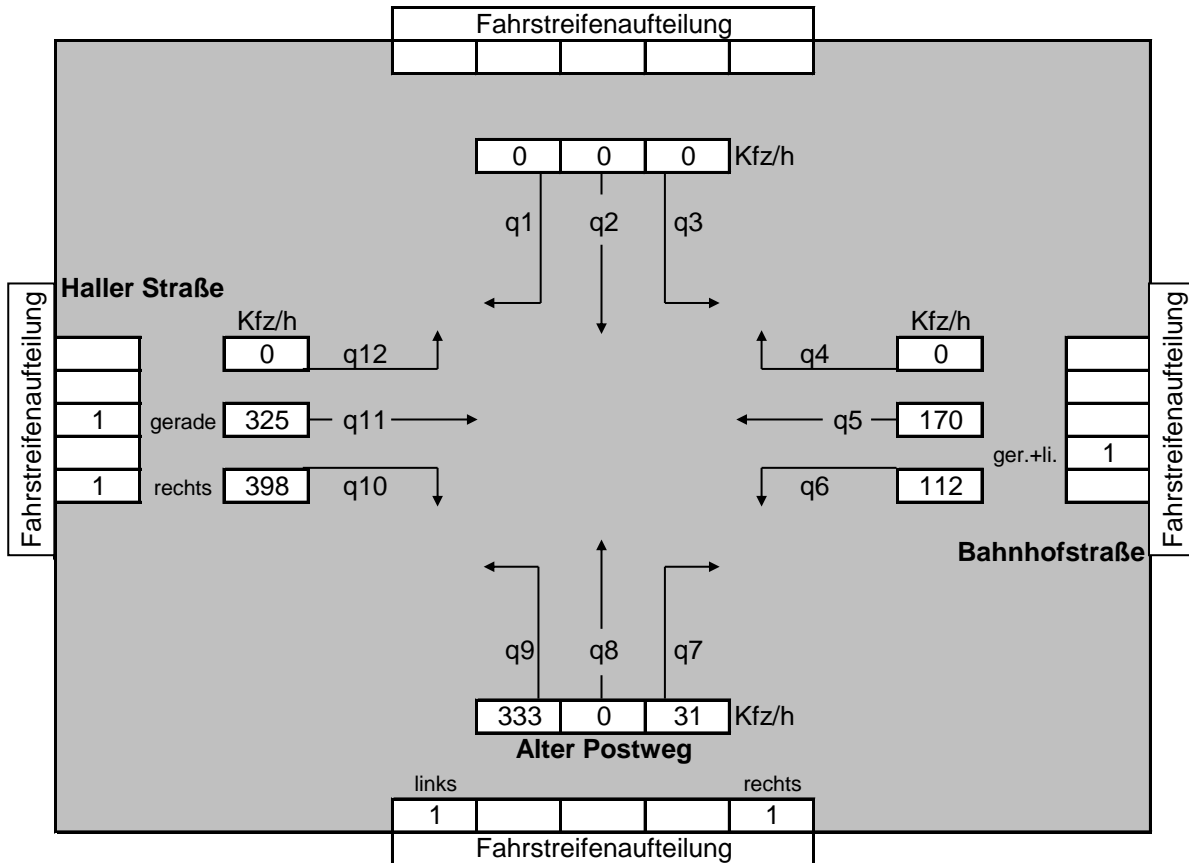 Fahrstreifenaufteilung
0 0 0 Kfz/h
q1 q2 q3
Haller Straße
Fahrstreifenaufteilung
Fahrstreifenaufteilung
Kfz/h Kfz/h
0 q12 q4 0
1 gerade 325 q11 q5 170
ger.+li. 1
1 rechts 398 q10 q6 112
Bahnhofstraße
q9 q8 q7
333 0 31 Kfz/h
Alter Postweg
links rechts
1 1
Fahrstreifenaufteilung